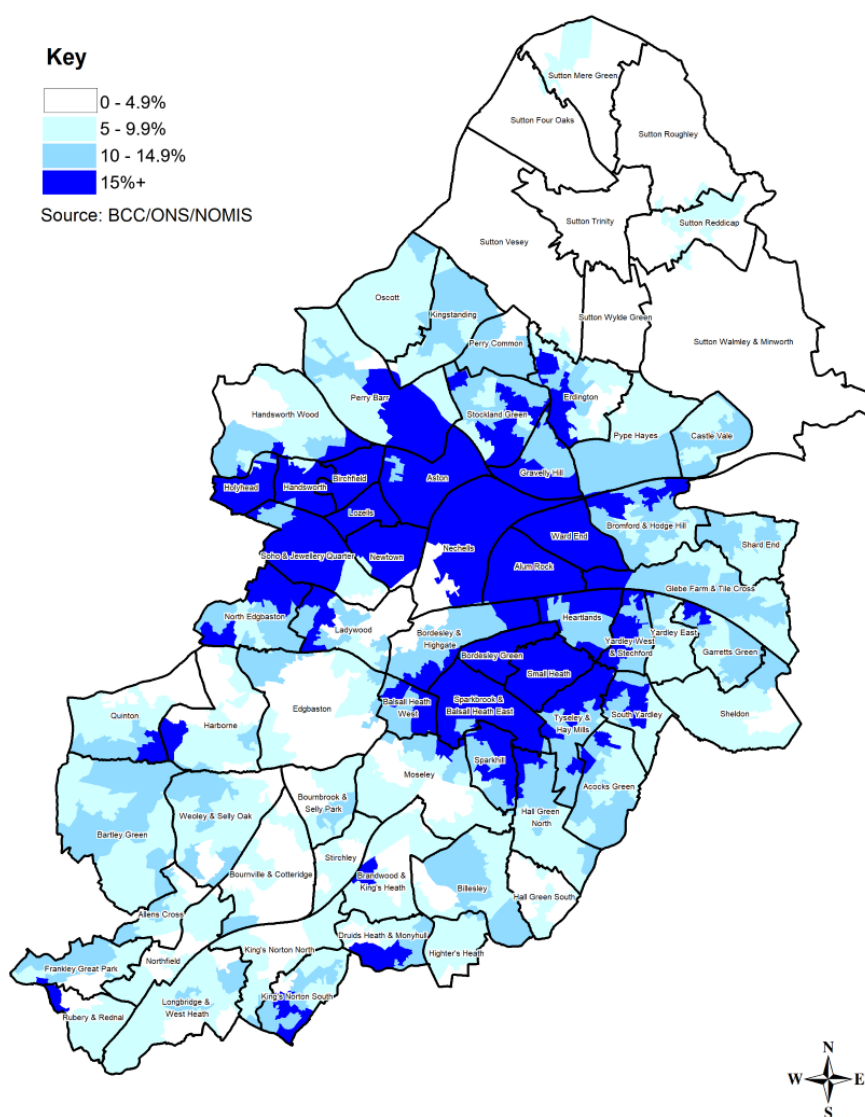 Key
0 - 4.9%
5 - 9.9%
10 - 14.9%
15%+
Source: BCC/ONS/NOMIS
Sutton Mere Green
Sutton Four Oaks
Sutton Roughley
Sutton Trinity
Sutton Reddicap
Sutton Vesey
Oscott
Kingstanding
Sutton Wylde Green
Sutton Walmley & Minworth
Perry Common
Perry Barr
Erdington
Handsworth Wood
Stockland Green
Pype Hayes
Castle Vale
Gravelly Hill
Holyhead
Handsworth
Birchfield
Aston
Lozells
Bromford & Hodge Hill
Ward End
Shard End
Soho & Jewellery Quarter
Newtown
Nechells
Alum Rock
Glebe Farm & Tile Cross
North Edgbaston
Ladywood
Heartlands
Bordesley &
Highgate
Yardley West
& Stechford
Yardley East
Garretts Green
Bordesley Green
Small Heath
Edgbaston
Balsall Heath
West
Sparkbrook &
Balsall Heath East
Quinton
Harborne
Tyseley &
Hay Mills
South Yardley
Sheldon
Sparkhill
Moseley
Acocks Green
Bournbrook &
Selly Park
Hall Green
North
Bartley Green
Weoley & Selly Oak
Stirchley
Bournville & Cotteridge
Brandwood &
King's Heath
Billesley
Hall Green South
Allens Cross
Druids Heath & Monyhull
King's Norton North
Highter's Heath
Northfield
Frankley Great Park
King's Norton South
Longbridge &
West Heath
Rubery & Rednal
N
W
E
S